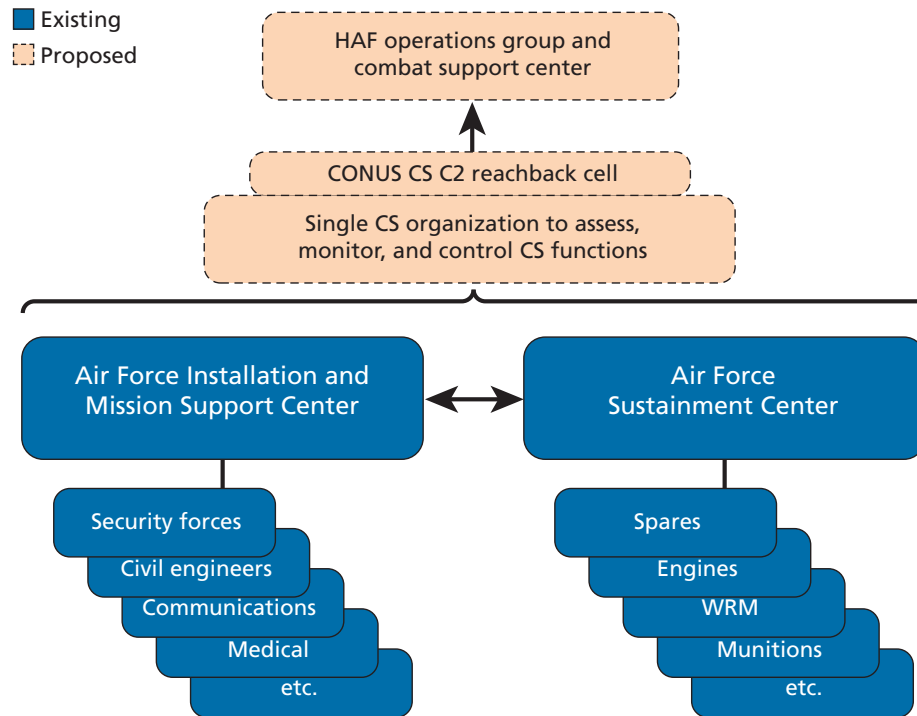 Existing
Proposed
HAF operations group and
combat support center
CONUS CS C2 reachback cell
Single CS organization to assess,
monitor, and control CS functions
Air Force Installation and
Mission Support Center
Air Force
Sustainment Center
Security forces
Civil engineers
Communications
Medical
etc.
Spares
Engines
WRM
Munitions
etc.